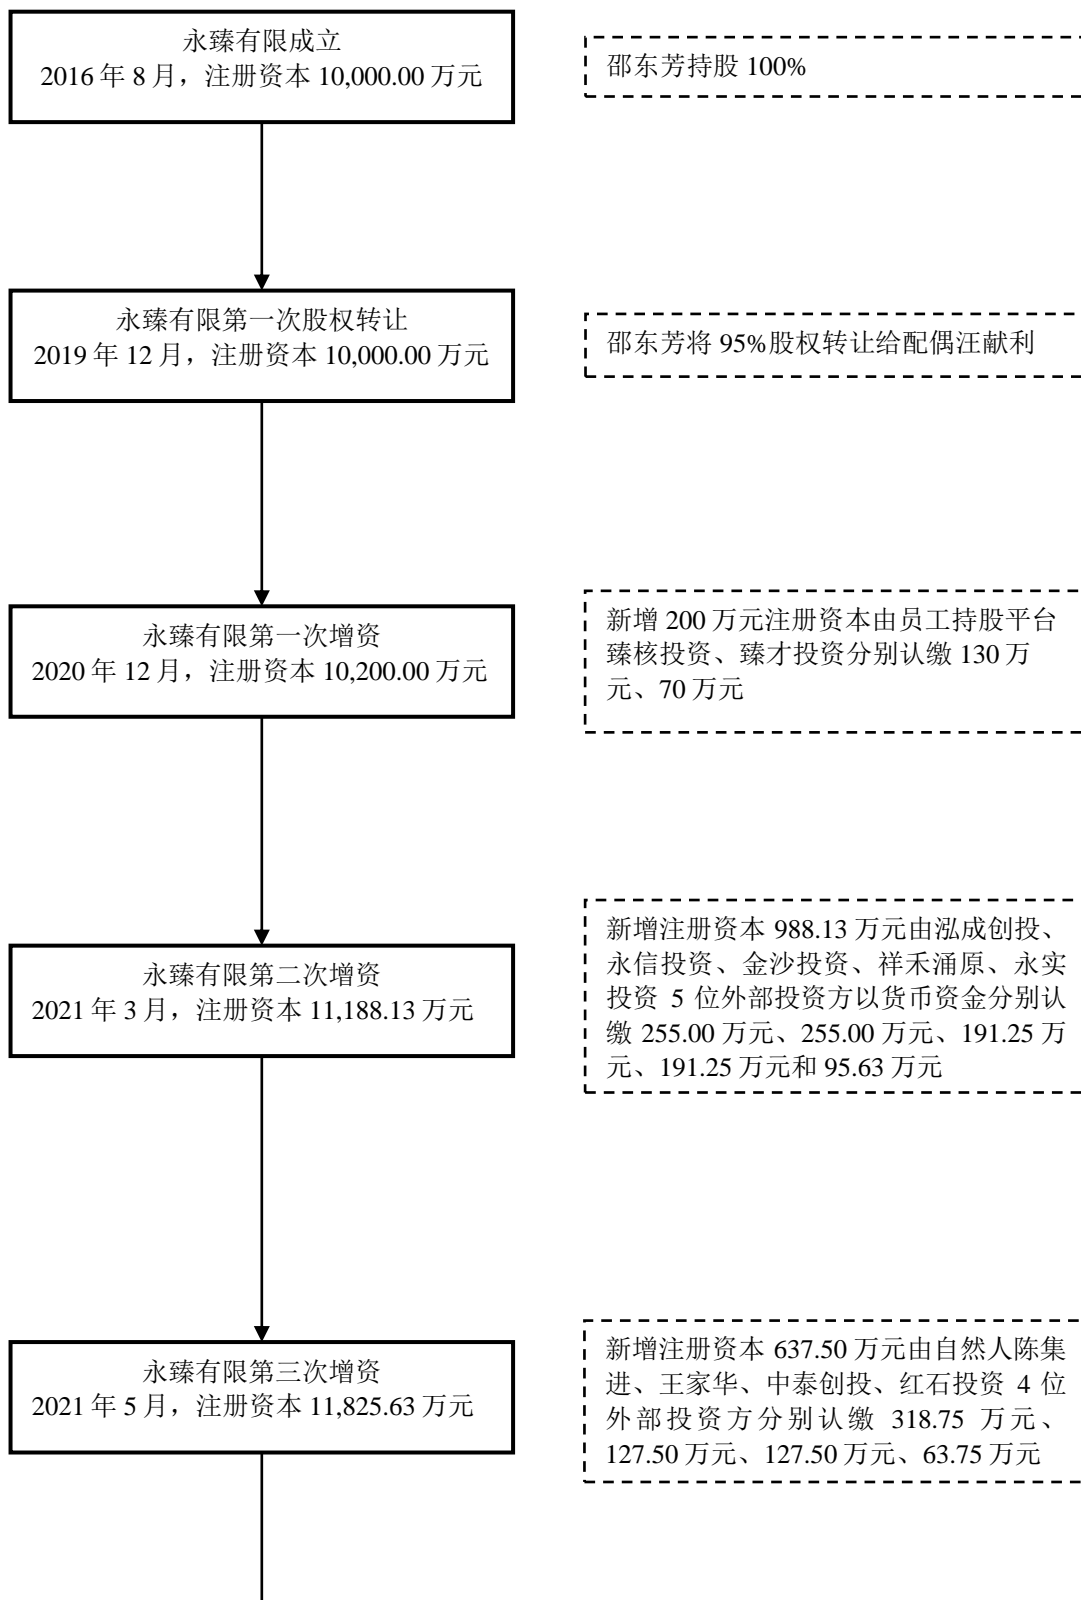 永臻有限成立
2016 年 8 月，注册资本 10,000.00 万元
邵东芳持股 100%
永臻有限第一次股权转让
2019 年 12 月，注册资本 10,000.00 万元
邵东芳将 95%股权转让给配偶汪献利
永臻有限第一次增资
2020 年 12 月，注册资本 10,200.00 万元
新增 200 万元注册资本由员工持股平台
臻核投资、臻才投资分别认缴 130 万
元、70 万元
永臻有限第二次增资
2021 年 3 月，注册资本 11,188.13 万元
新增注册资本 988.13 万元由泓成创投、
永信投资、金沙投资、祥禾涌原、永实
投资 5 位外部投资方以货币资金分别认
缴 255.00 万元、255.00 万元、191.25 万
元、191.25 万元和 95.63 万元
永臻有限第三次增资
2021 年 5 月，注册资本 11,825.63 万元
新增注册资本 637.50 万元由自然人陈集
进、王家华、中泰创投、红石投资 4 位
外部投资方分别认缴 318.75 万元、
127.50 万元、127.50 万元、63.75 万元